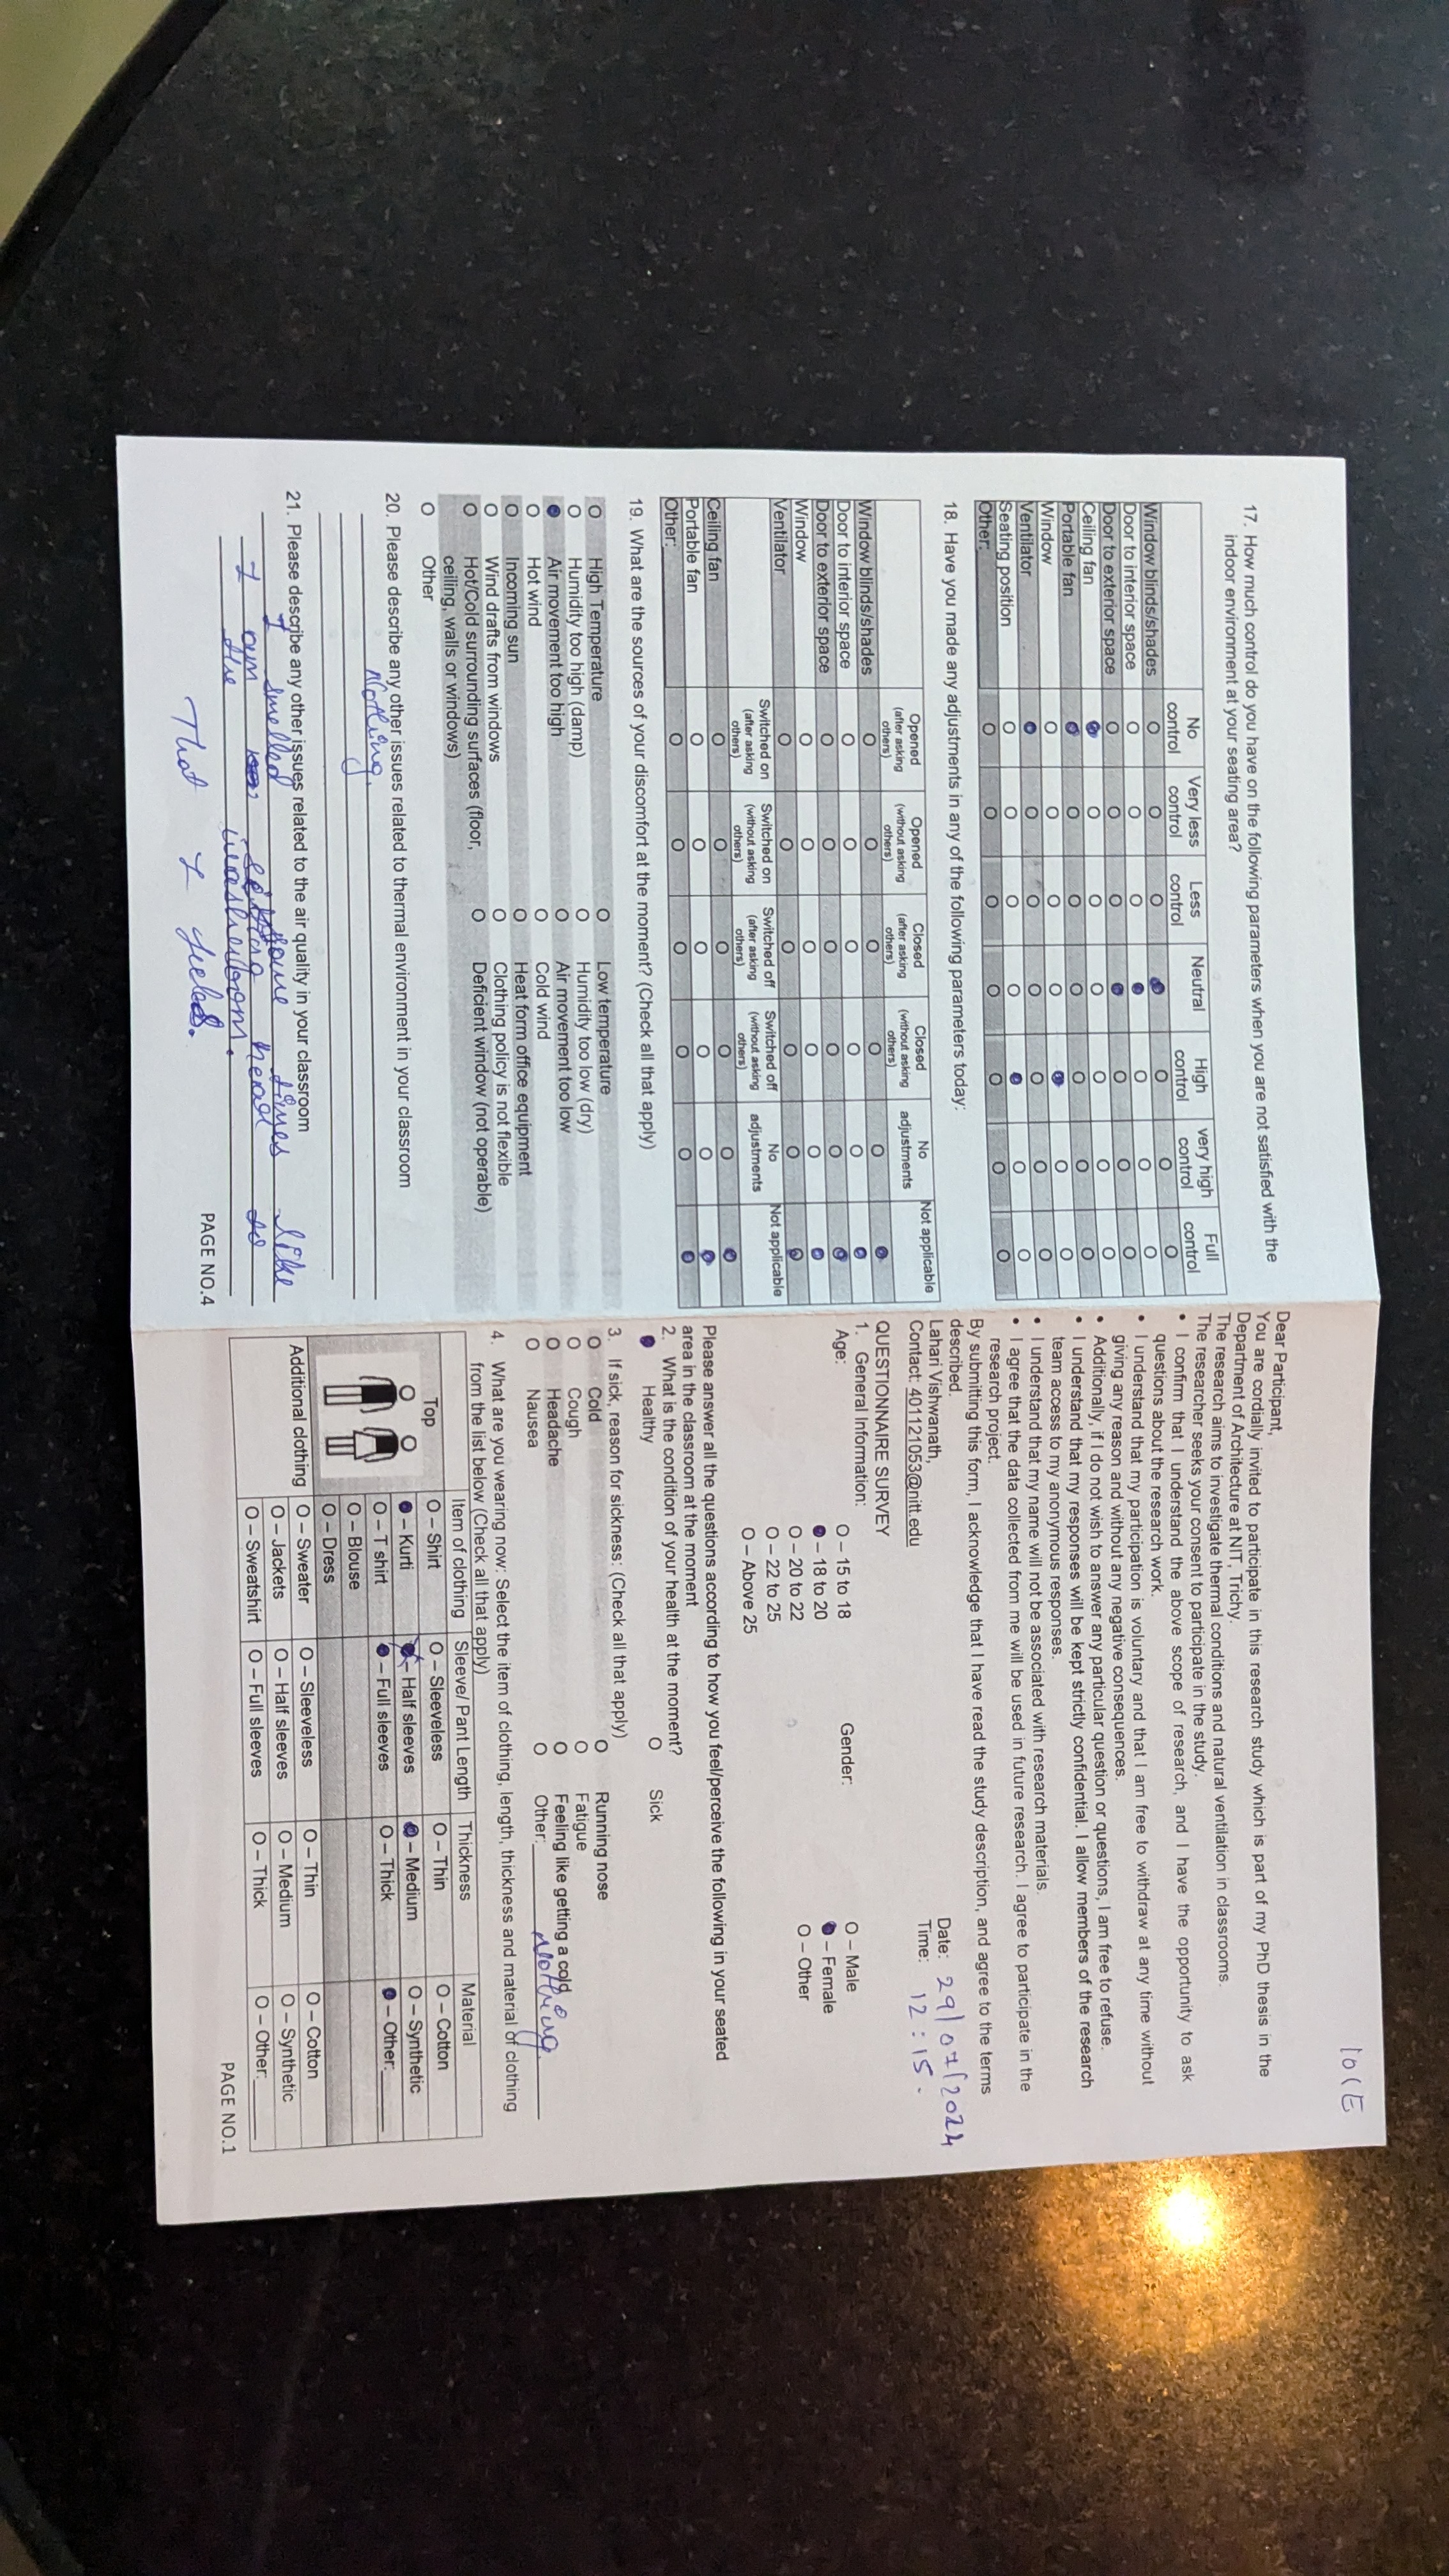 17. How much control do you have on the following parameters when you are not satisfied with the
indoor environment at your seating area?
No control Very less control Less control Neutral High control very high control Full control
Window blinds/shades O O O O O O
Door to interior space O O O O O O
Door to exterior space O O O O O O
Ceiling fan O O O O O O
Portable fan O O O O O O
Window O O O O O O
Ventilator O O O O O O
Seating position O O O O O O
Other: O O O O O O O
18. Have you made any adjustments in any of the following parameters today:
Opened (after asking others) Opened (without asking others) Closed (after asking others) Closed (without asking others) No adjustments Not applicable
Window blinds/shades O O O O O
Door to interior space O O O O O
Door to exterior space O O O O O
Window O O O O O
Ventilator O O O O O
Switched on (after asking others) Switched on (without asking others) Switched off (after asking others) Switched off (without asking others) No adjustments Not applicable
Ceiling fan O O O O O
Portable fan O O O O O
Other: O O O O O
19. What are the sources of your discomfort at the moment? (Check all that apply)
O High Temperature O Low temperature
O Humidity too high (damp) O Humidity too low (dry)
Air movement too high O Air movement too low
O Hot wind O Cold wind
O Incoming sun O Heat form office equipment
O Wind drafts from windows O Clothing policy is not flexible
O Hot/Cold surrounding surfaces (floor, O Deficient window (not operable)
ceiling, walls or windows)
O Other
20. Please describe any other issues related to thermal environment in your classroom
Nothing.
21. Please describe any other issues related to the air quality in your classroom
I smelled some times like
I am sitting near to
the washroom.
That I feeled.
PAGE NO.4
10(E
Dear Participant,
You are cordially invited to participate in this research study which is part of my PhD thesis in the
Department of Architecture at NIT, Trichy.
The research aims to investigate thermal conditions and natural ventilation in classrooms.
The researcher seeks your consent to participate in the study.
• I confirm that I understand the above scope of research, and I have the opportunity to ask
questions about the research work.
• I understand that my participation is voluntary and that I am free to withdraw at any time without
giving any reason and without any negative consequences.
• Additionally, if I do not wish to answer any particular question or questions, I am free to refuse.
• I understand that my responses will be kept strictly confidential. I allow members of the research
team access to my anonymous responses.
• I understand that my name will not be associated with research materials.
• I agree that the data collected from me will be used in future research. I agree to participate in the
research project.
By submitting this form, I acknowledge that I have read the study description, and agree to the terms
described.
Lahari Vishwanath, Date: 29/07/2024
Contact: 401121053@nitt.edu Time: 12:15.
QUESTIONNAIRE SURVEY
1. General Information:
Age: O – 15 to 18 Gender: O – Male
– 18 to 20 – Female
O – 20 to 22 O – Other
O – 22 to 25
O – Above 25
Please answer all the questions according to how you feel/perceive the following in your seated
area in the classroom at the moment
2. What is the condition of your health at the moment?
Healthy O Sick
3. If sick, reason for sickness: (Check all that apply)
O Cold O Running nose
O Cough O Fatigue
O Headache O Feeling like getting a cold
O Nausea O Other: Nothing.
4. What are you wearing now: Select the item of clothing, length, thickness and material of clothing
from the list below (Check all that apply)
Item of clothing Sleeve/ Pant Length Thickness Material
Top O – Shirt O – Sleeveless O – Thin O – Cotton
O O – Kurti – Half sleeves – Medium O – Synthetic
O – T shirt – Full sleeves O – Thick – Other:
O – Blouse
O – Dress
Additional clothing O – Sweater O – Sleeveless O – Thin O – Cotton
O – Jackets O – Half sleeves O – Medium O – Synthetic
O – Sweatshirt O – Full sleeves O – Thick O – Other:
PAGE NO.1